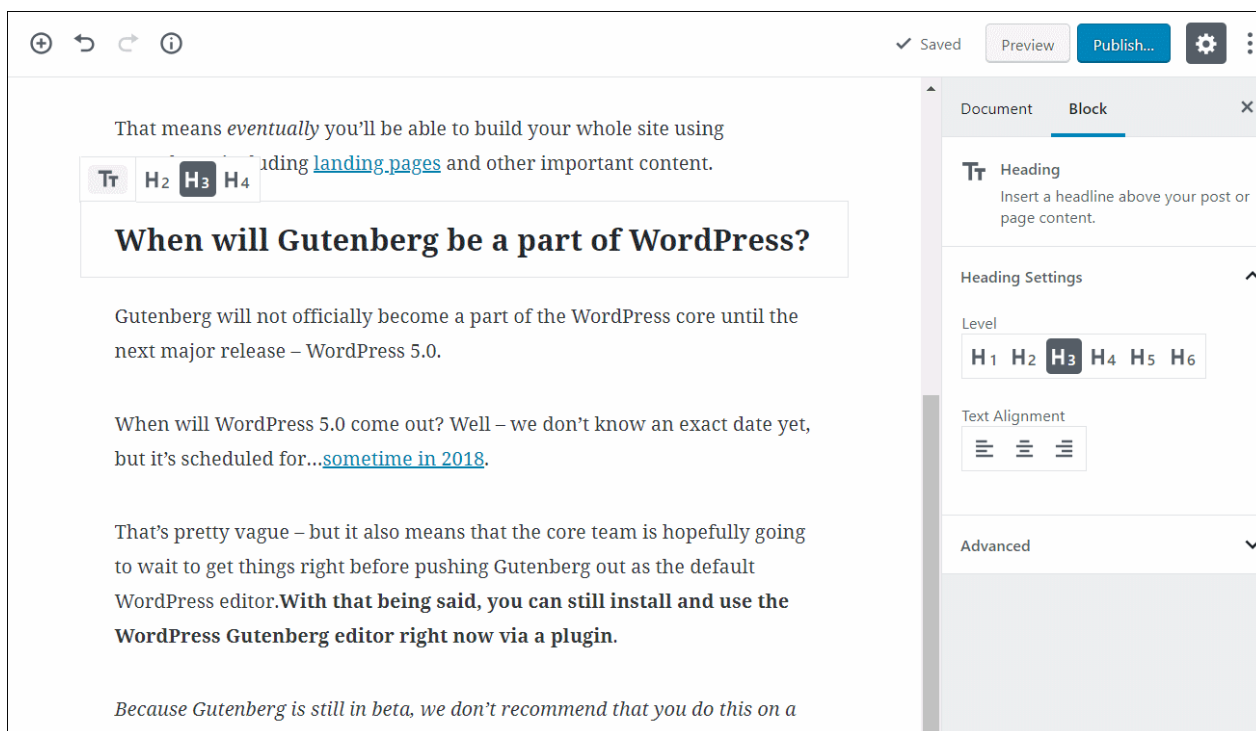 Saved
Preview
Publish...
That means eventually you’ll be able to build your whole site using
landing pages and other important content.
H2 H3 H4
When will Gutenberg be a part of WordPress?
Gutenberg will not officially become a part of the WordPress core until the
next major release – WordPress 5.0.
When will WordPress 5.0 come out? Well – we don’t know an exact date yet,
but it’s scheduled for...sometime in 2018.
That’s pretty vague – but it also means that the core team is hopefully going
to wait to get things right before pushing Gutenberg out as the default
WordPress editor.With that being said, you can still install and use the
WordPress Gutenberg editor right now via a plugin.
Because Gutenberg is still in beta, we don’t recommend that you do this on a
Document Block
Heading
Insert a headline above your post or
page content.
Heading Settings
Level
H1 H2 H3 H4 H5 H6
Text Alignment
Advanced